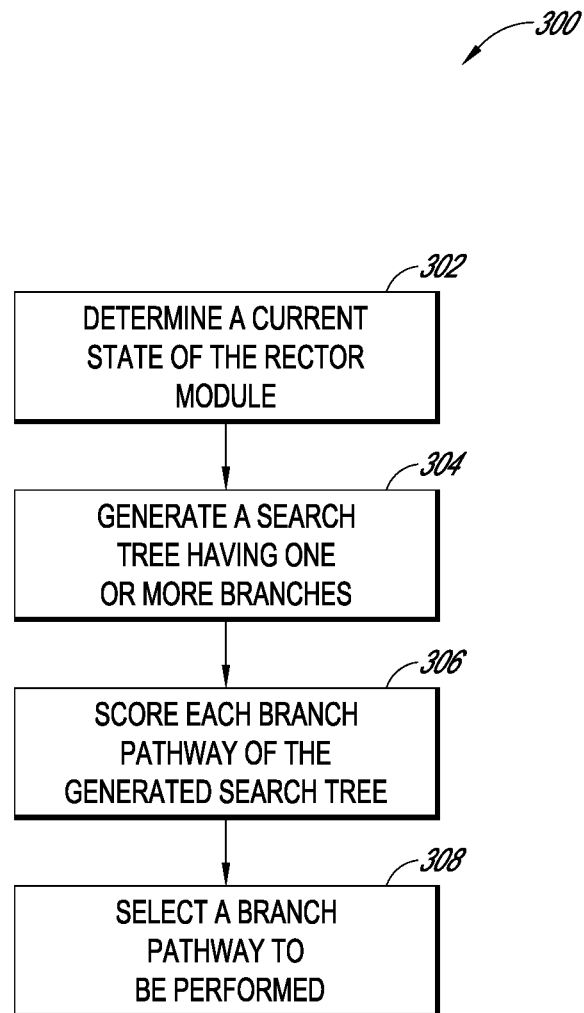 300
302
DETERMINE A CURRENT
STATE OF THE RECTOR
MODULE
304
GENERATE A SEARCH
TREE HAVING ONE
OR MORE BRANCHES
306
SCORE EACH BRANCH
PATHWAY OF THE
GENERATED SEARCH TREE
308
SELECT A BRANCH
PATHWAY TO
BE PERFORMED